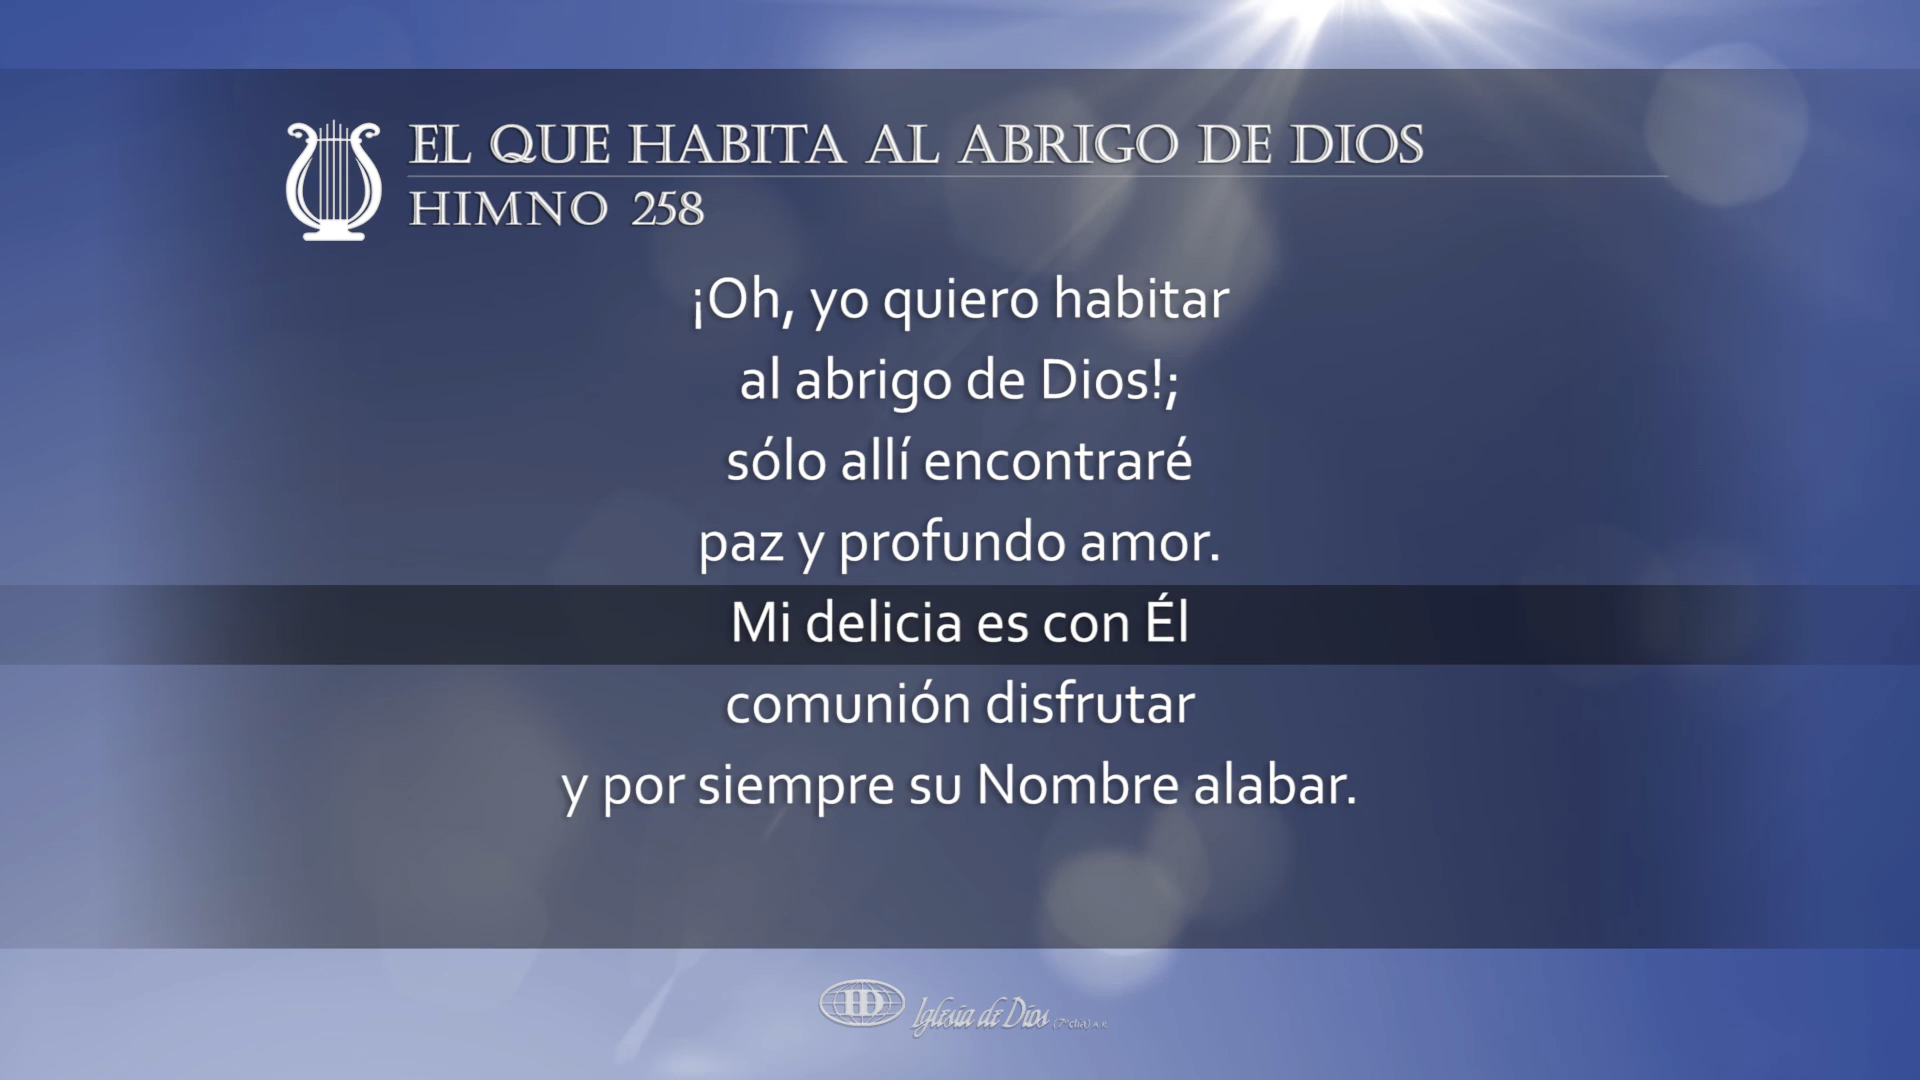 EL QUE HABITA AL ABRIGO DE DIOS
HIMNO 258
¡Oh, yo quiero habitar
al abrigo de Dios!;
sólo allí encontraré
paz y profundo amor.
Mi delicia es con Él
comunión disfrutar
y por siempre su Nombre alabar.
Iglesia de Dios (7º día) A.R.